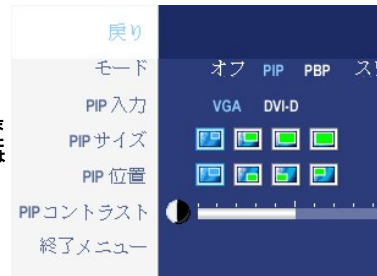 戻り
モード オフ PIP PBP ス
PIP 入力 VGA DVI-D
PIP サイズ
PIP 位置
PIP コントラスト
終了メニュー